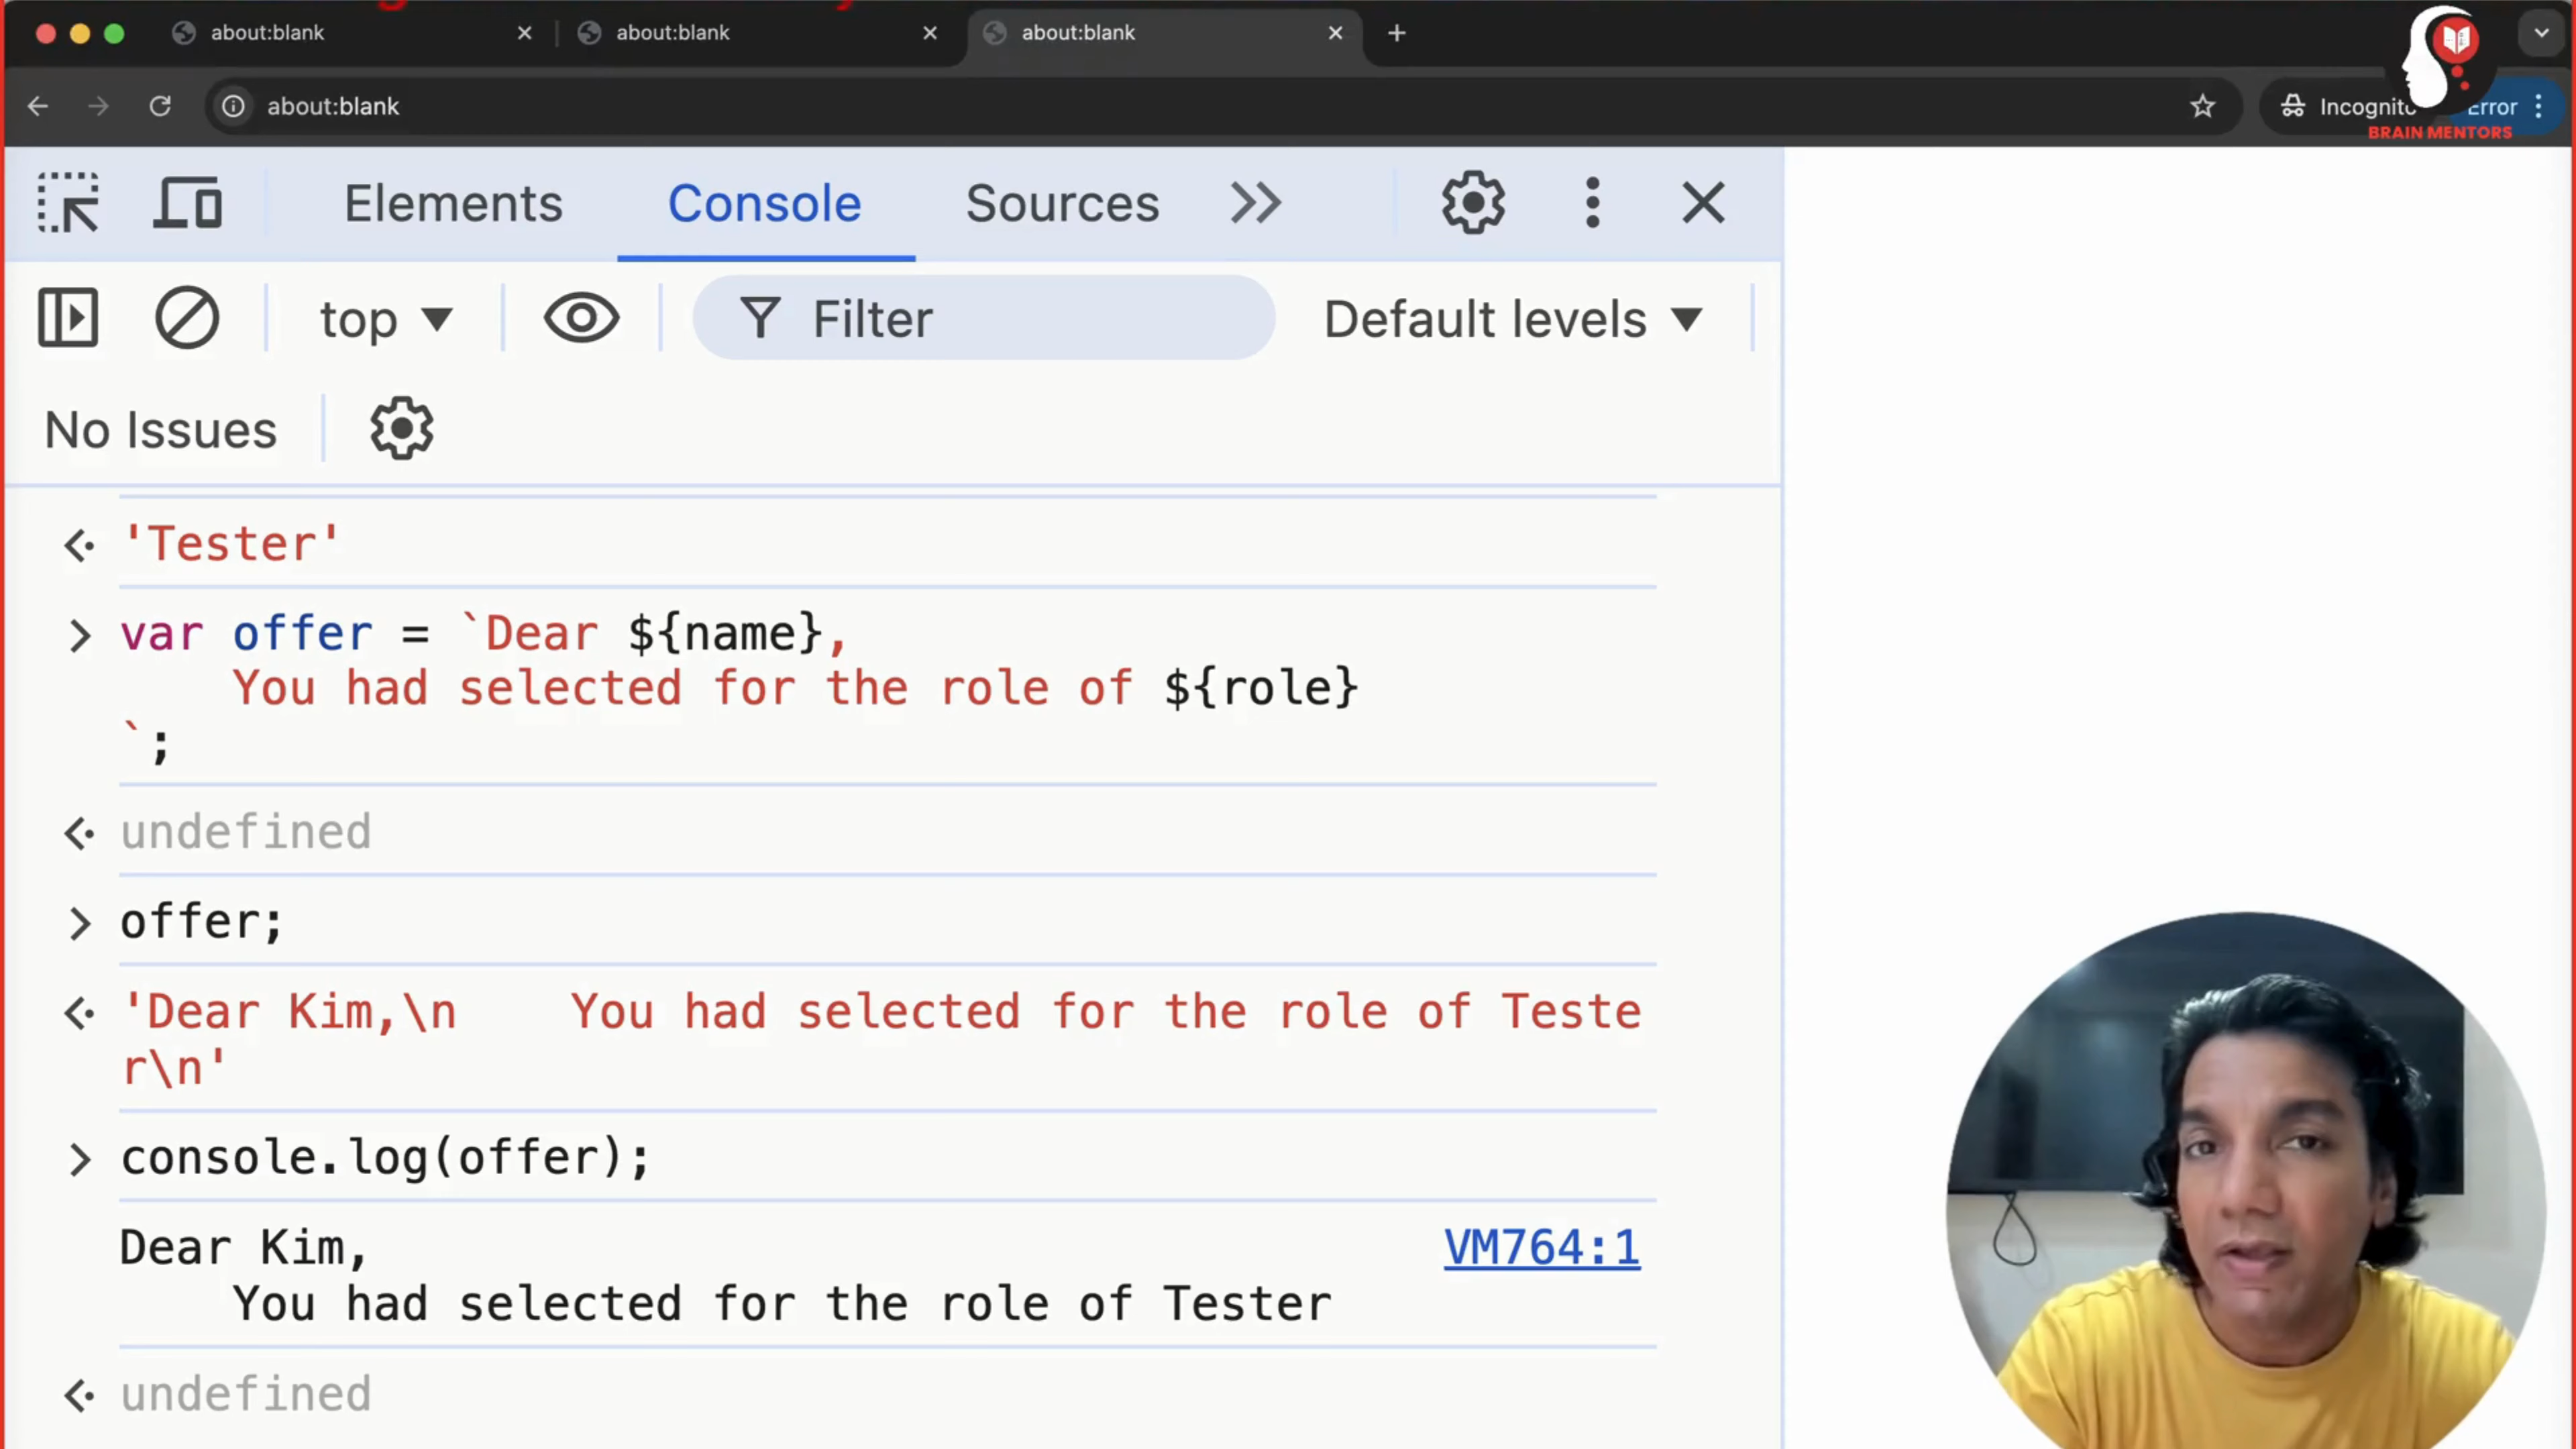 about:blank
about:blank
about:blank
about:blank
Incognito
Error
BRAIN MENTORS
Elements
Console
Sources
top
Filter
Default levels
No Issues
'Tester'
var offer = `Dear ${name},
You had selected for the role of ${role}
`;
undefined
offer;
'Dear Kim,\n    You had selected for the role of Teste
r\n'
console.log(offer);
Dear Kim,
VM764:1
You had selected for the role of Tester
undefined